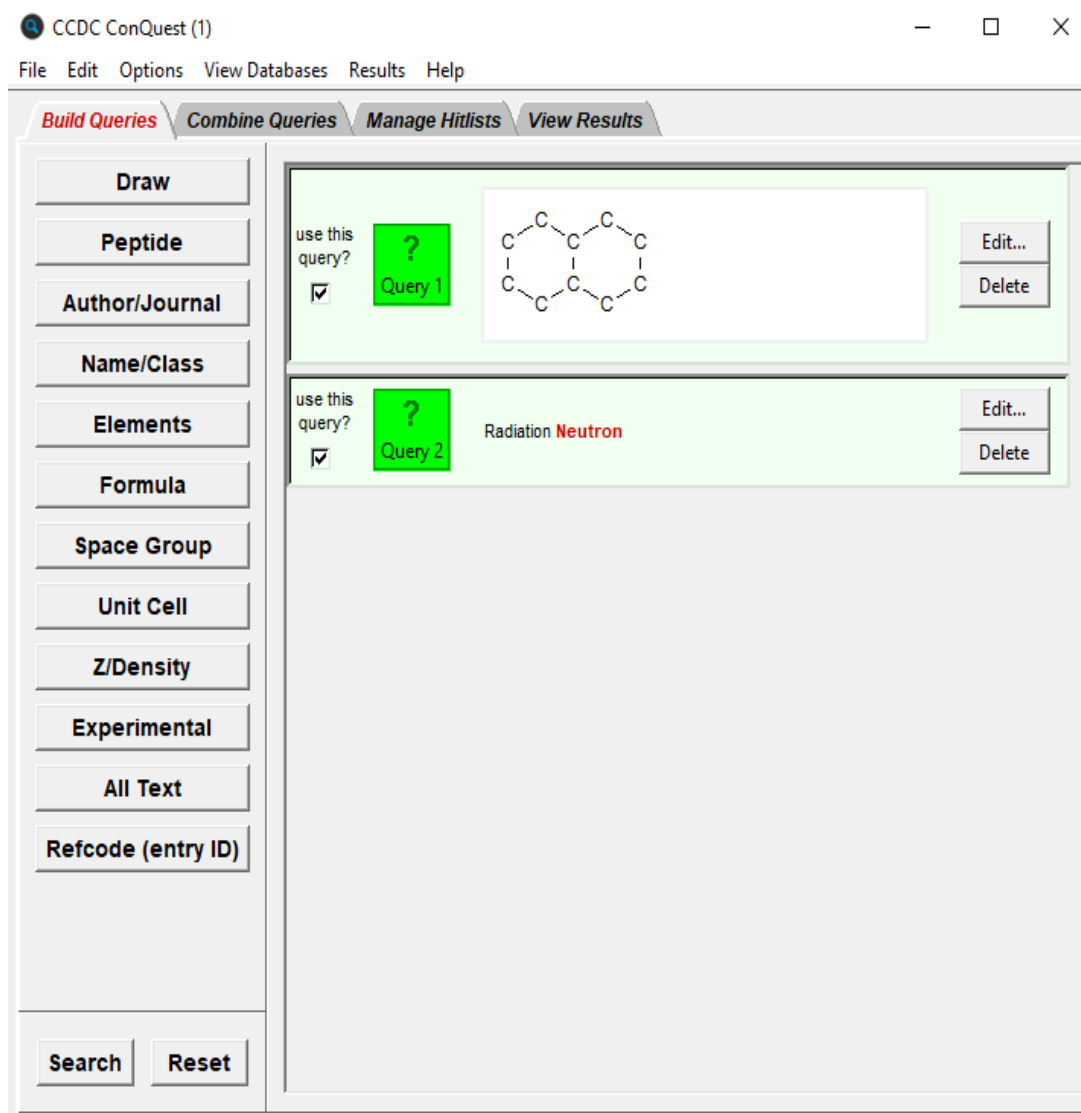 CCDC ConQuest (1)
File Edit Options View Databases Results Help
Build Queries Combine Queries Manage Hitlists View Results
Draw
Peptide
Author/Journal
Name/Class
Elements
Formula
Space Group
Unit Cell
Z/Density
Experimental
All Text
Refcode (entry ID)
Search Reset
use this
query?
?
Query 1
C C
C C C
C C C
C C
Edit...
Delete
use this
query?
?
Query 2
Radiation Neutron
Edit...
Delete